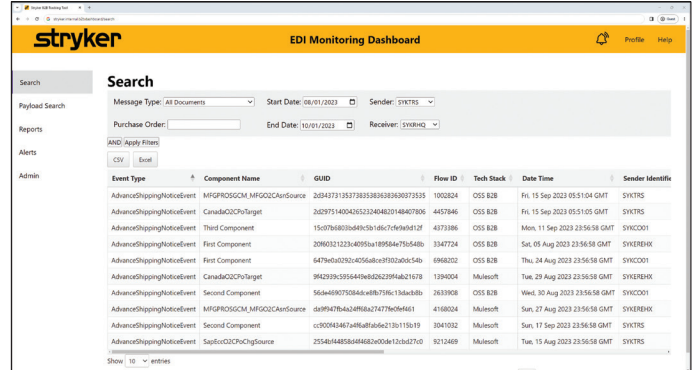 Stryker B2B Tracking Tool
stryker
EDI Monitoring Dashboard
Profile Help
Search
Payload Search
Reports
Alerts
Admin
Search
Message Type: All Documents Start Date: 08/01/2023 Sender: SYKTRS
Purchase Order: End Date: 10/01/2023 Receiver: SYKRHQ
AND Apply Filters
CSV Excel
Event Type Component Name GUID Flow ID Tech Stack Date Time Sender Identifie
AdvanceShippingNoticeEvent MFGPROSGCM_MFGO2CAsnSource 1002824 OSS B2B Fri, 15 Sep 2023 05:51:04 GMT SYKTRS
AdvanceShippingNoticeEvent CanadaO2CPoTarget 2d297514004265232404820148407806 4457846 OSS B2B Fri, 15 Sep 2023 05:51:05 GMT SYKTRS
AdvanceShippingNoticeEvent Third Component 15c07b6803bd49c5b1d6c7cfe9a9d12f 4373386 OSS B2B Mon, 11 Sep 2023 23:56:58 GMT SYKCO01
AdvanceShippingNoticeEvent First Component 20f60321223c4095ba189584e75b548b 3347724 OSS B2B Sat, 05 Aug 2023 23:56:58 GMT SYKEREHX
AdvanceShippingNoticeEvent First Component 6479e0a0292c4056a8ce3f302a0dc54b 6968202 OSS B2B Thu, 24 Aug 2023 23:56:58 GMT SYKCO01
AdvanceShippingNoticeEvent CanadaO2CPoTarget 9f42939c5956449e8d26239f4ab21678 1394004 Mulesoft Tue, 29 Aug 2023 23:56:58 GMT SYKEREHX
AdvanceShippingNoticeEvent Second Component 56de469075084dce8fb75f6c13dacb8b 2633908 OSS B2B Wed, 30 Aug 2023 23:56:58 GMT SYKCO01
AdvanceShippingNoticeEvent MFGPROSGCM_MFGO2CAsnSource da9f947fb4a24ff68a27477fe0fef461 4168024 Mulesoft Sun, 27 Aug 2023 23:56:58 GMT SYKEREHX
AdvanceShippingNoticeEvent Second Component cc900f43467a4f6a8fab6e213b115b19 3041032 Mulesoft Sun, 17 Sep 2023 23:56:58 GMT SYKTRS
AdvanceShippingNoticeEvent SapEccO2CPoChgSource 2554bf44858d4f4682e00de12cbd27c0 9212469 Mulesoft Tue, 15 Aug 2023 23:56:58 GMT SYKTRS
Show 10 entries